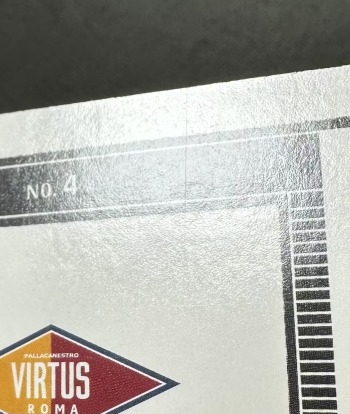 NO. 4
PALLACANESTRO
VIRTUS
ROMA